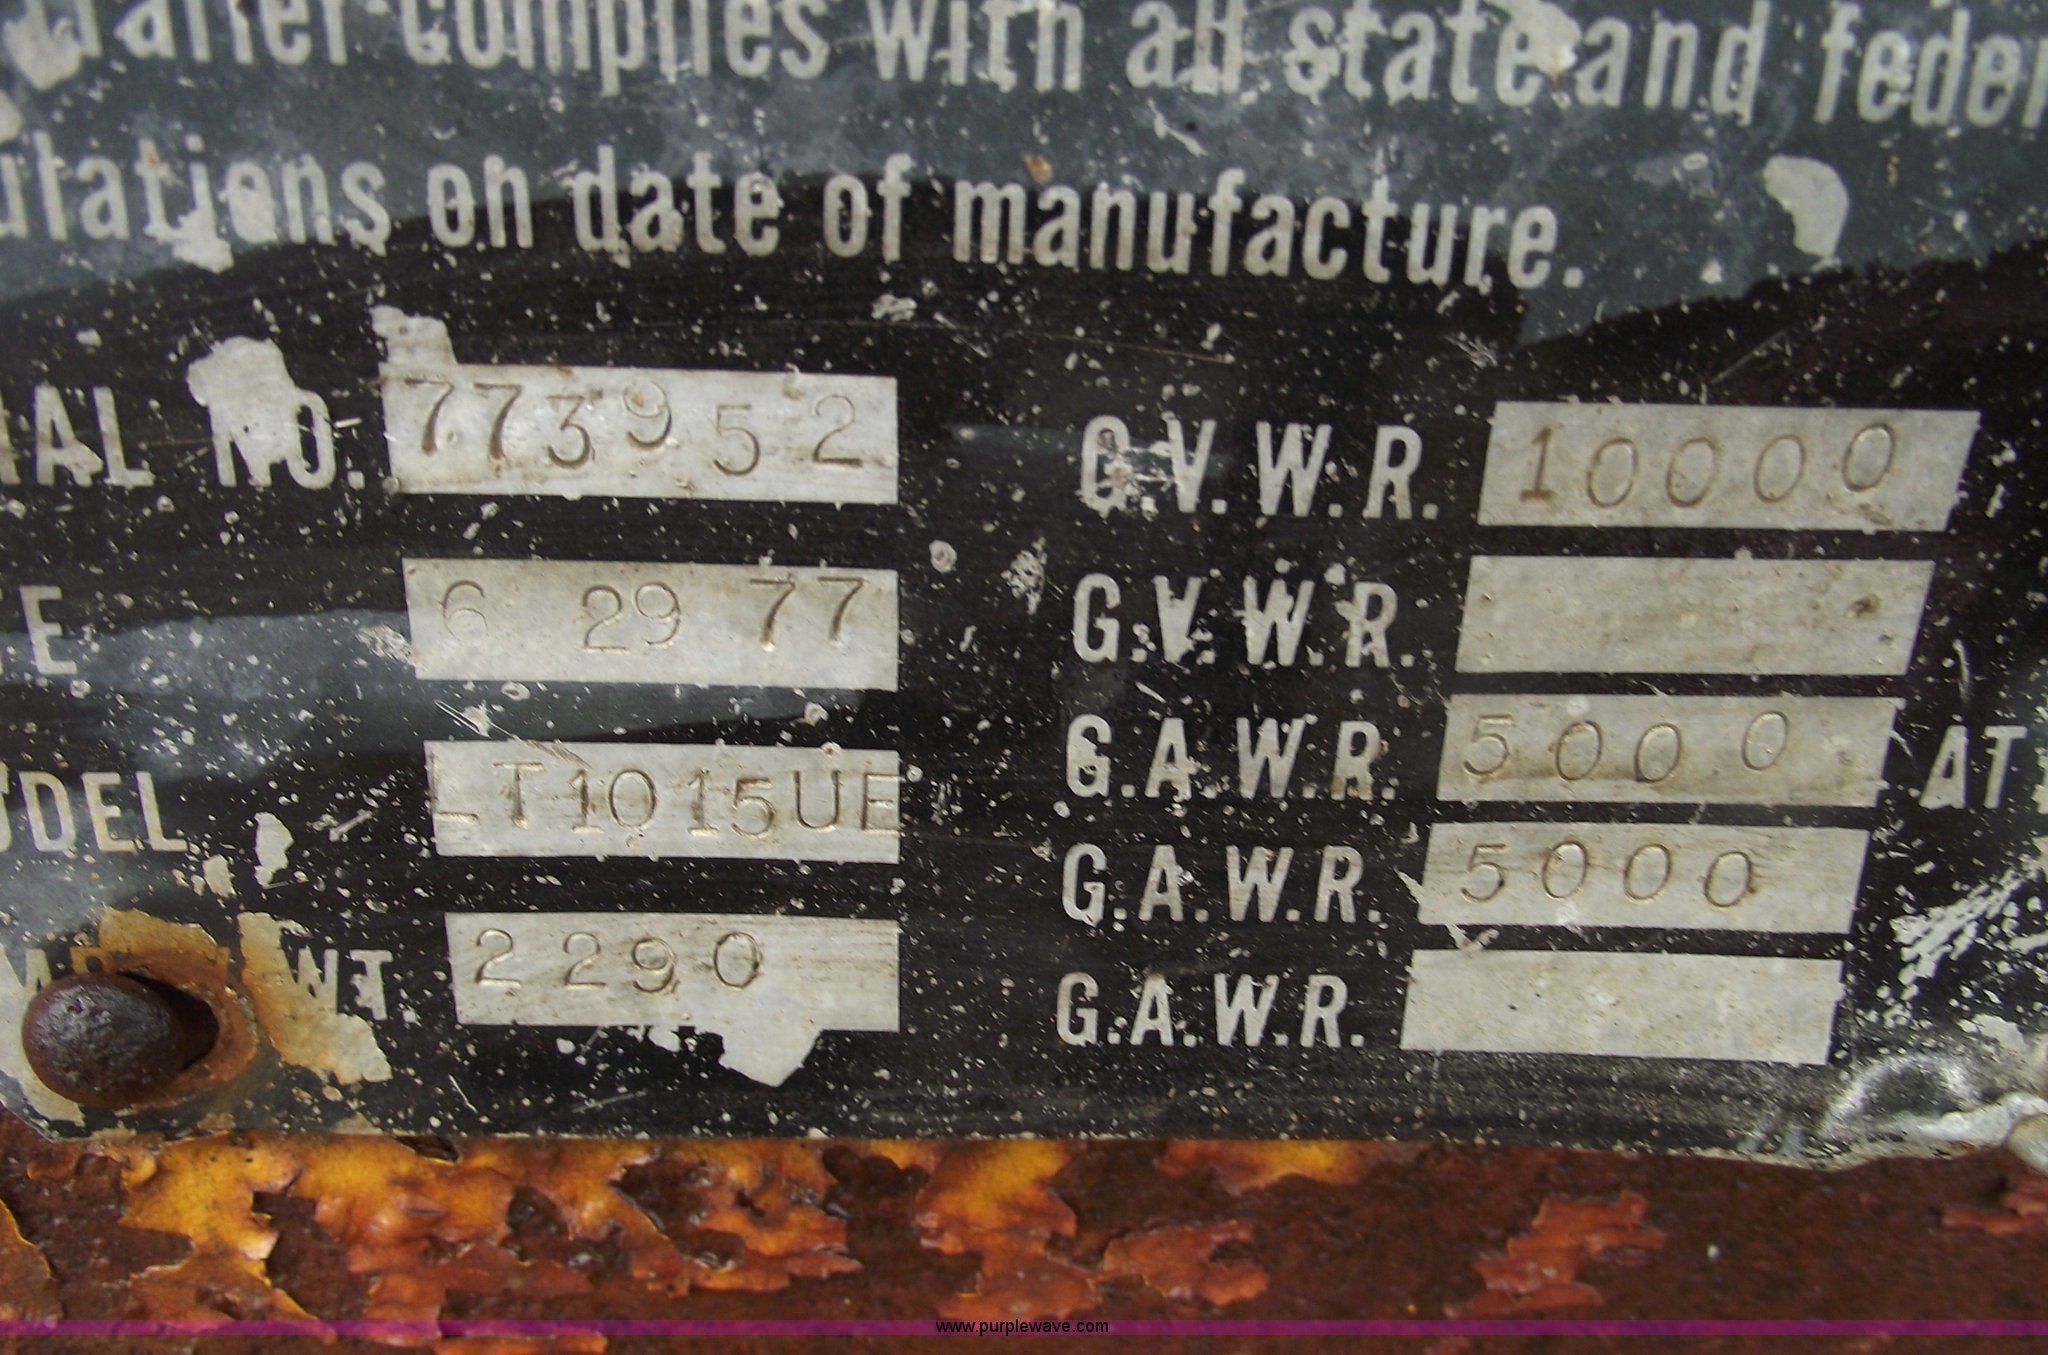 trailer complies with all state and feder
ulations on date of manufacture.
IAL NO. 773952 G.V.W.R. 10000
E 6 29 77 G.V.W.R.
ODEL LT1015UE G.A.W.R. 5000 AT
G.A.W.R. 5000
WT. 2290 G.A.W.R.
www.purplewave.com